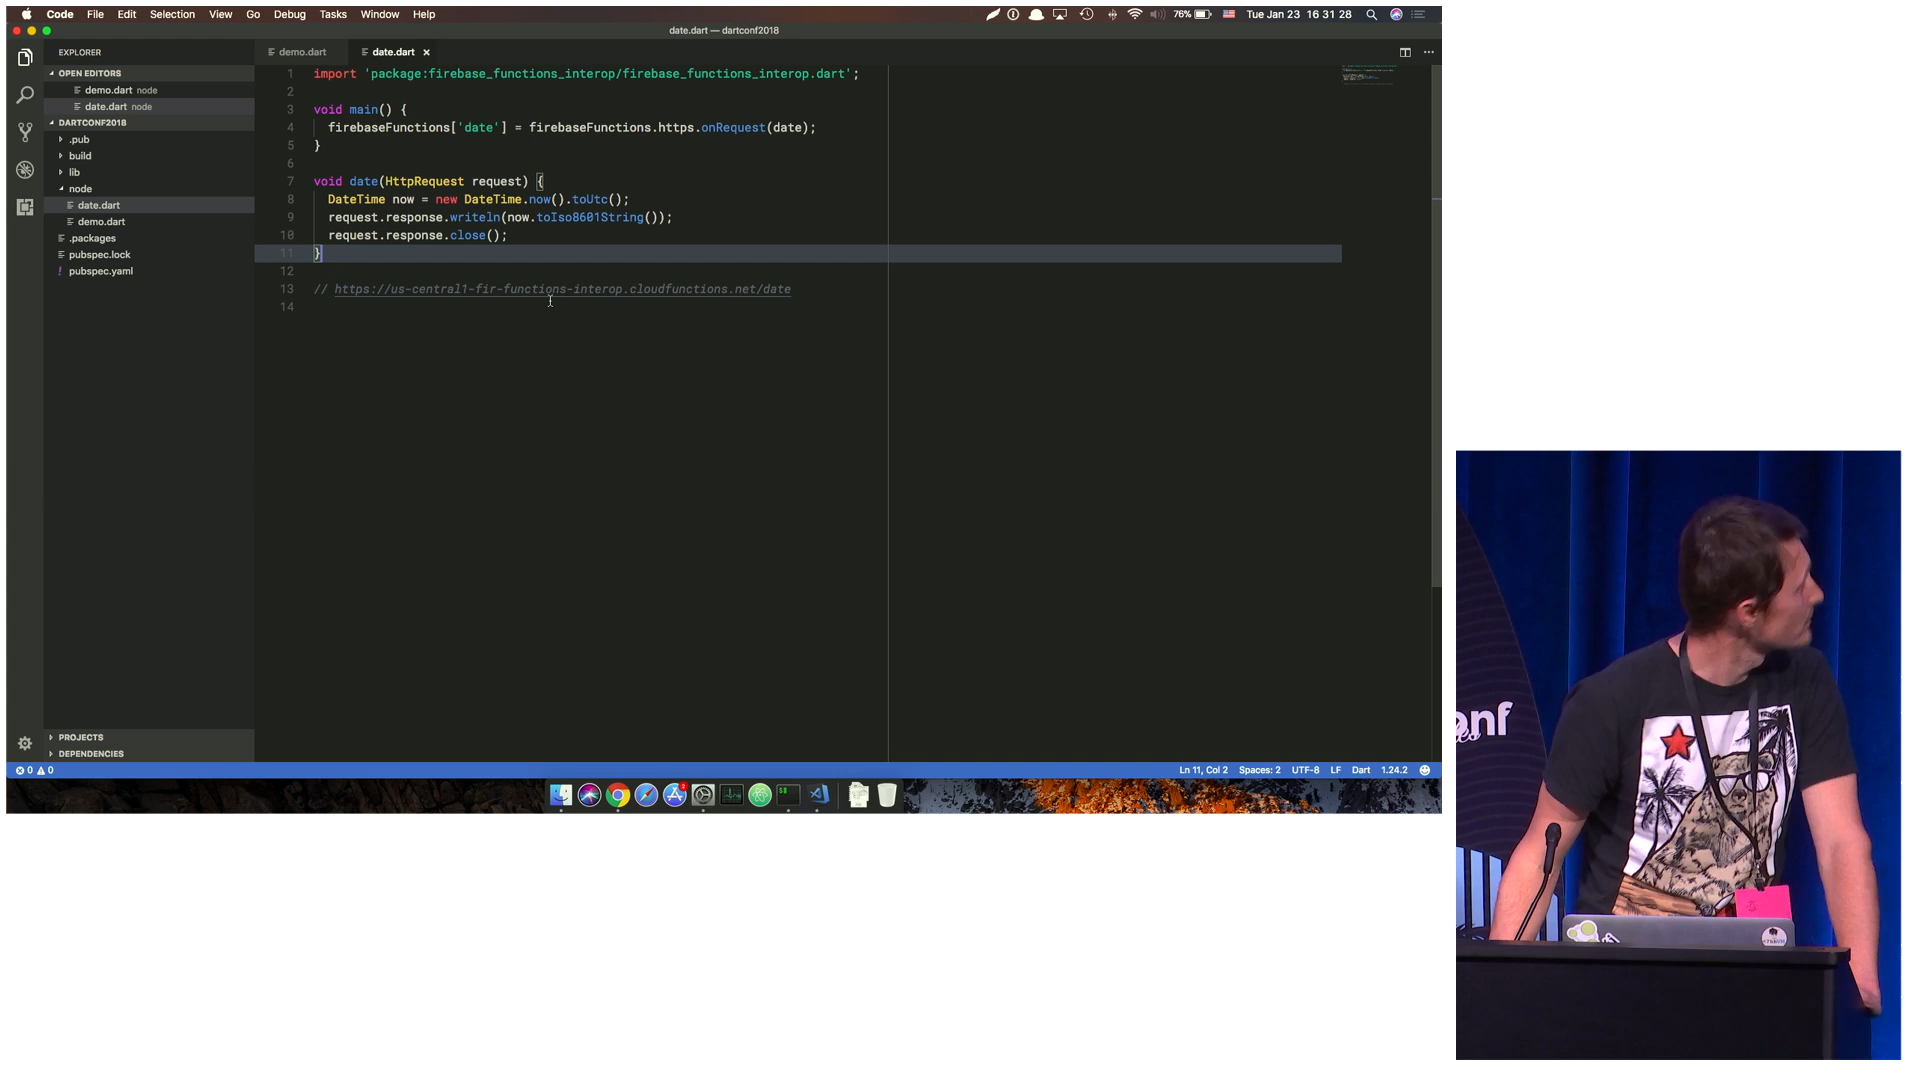 Code File Edit Selection View Go Debug Tasks Window Help
76% Tue Jan 23 16 31 28
date.dart — dartconf2018
EXPLORER
OPEN EDITORS
demo.dart node
date.dart node
DARTCONF2018
.pub
build
lib
node
date.dart
demo.dart
.packages
pubspec.lock
! pubspec.yaml
PROJECTS
DEPENDENCIES
demo.dart date.dart ×
1 import 'package:firebase_functions_interop/firebase_functions_interop.dart';
2
3 void main() {
4 firebaseFunctions['date'] = firebaseFunctions.https.onRequest(date);
5 }
6
7 void date(HttpRequest request) {
8 DateTime now = new DateTime.now().toUtc();
9 request.response.writeln(now.toIso8601String());
10 request.response.close();
11 }
12
13 // https://us-central1-fir-functions-interop.cloudfunctions.net/date
14
0 0 Ln 11, Col 2 Spaces: 2 UTF-8 LF Dart 1.24.2